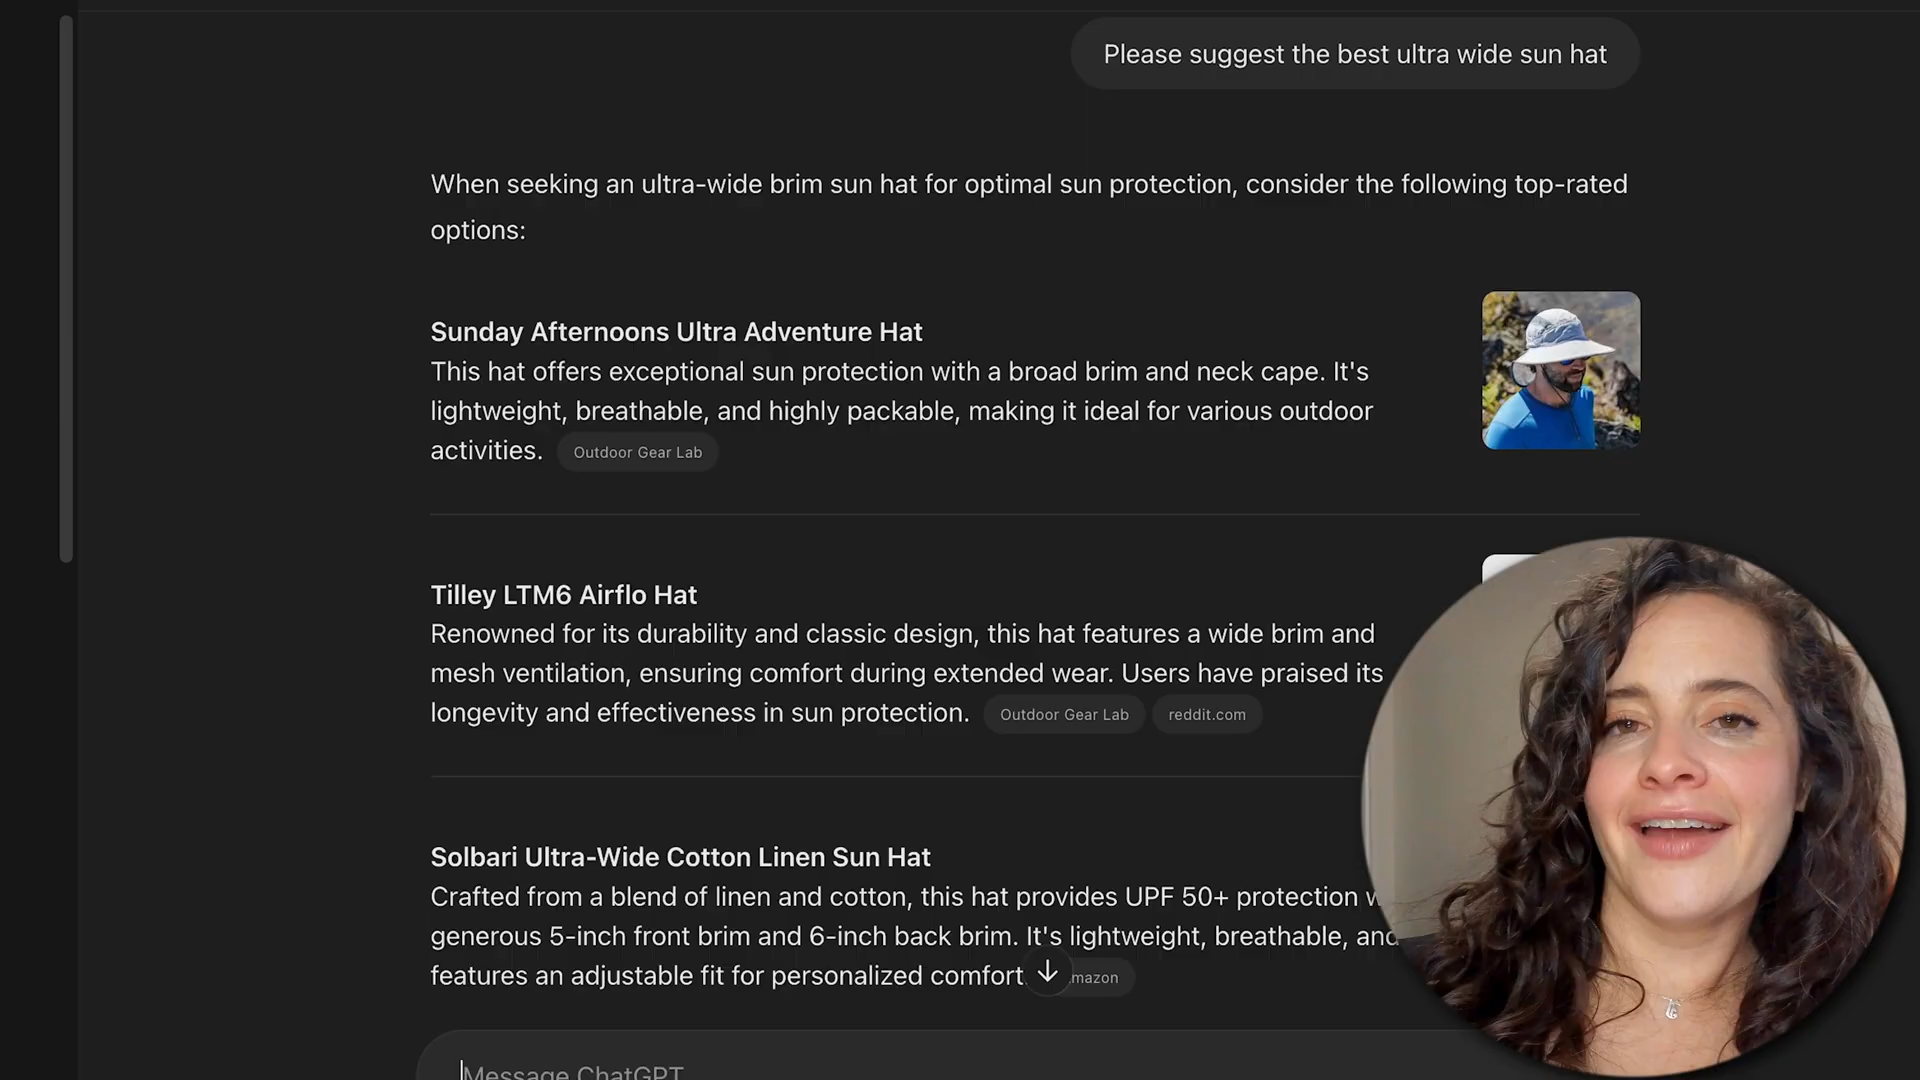 Please suggest the best ultra wide sun hat
When seeking an ultra-wide brim sun hat for optimal sun protection, consider the following top-rated
options:
Sunday Afternoons Ultra Adventure Hat
This hat offers exceptional sun protection with a broad brim and neck cape. It's
lightweight, breathable, and highly packable, making it ideal for various outdoor
activities. Outdoor Gear Lab
Tilley LTM6 Airflo Hat
Renowned for its durability and classic design, this hat features a wide brim and
mesh ventilation, ensuring comfort during extended wear. Users have praised its
longevity and effectiveness in sun protection. Outdoor Gear Lab reddit.com
Solbari Ultra-Wide Cotton Linen Sun Hat
Crafted from a blend of linen and cotton, this hat provides UPF 50+ protection
generous 5-inch front brim and 6-inch back brim. It's lightweight, breathable, and
features an adjustable fit for personalized comfort mazon
Message ChatGPT